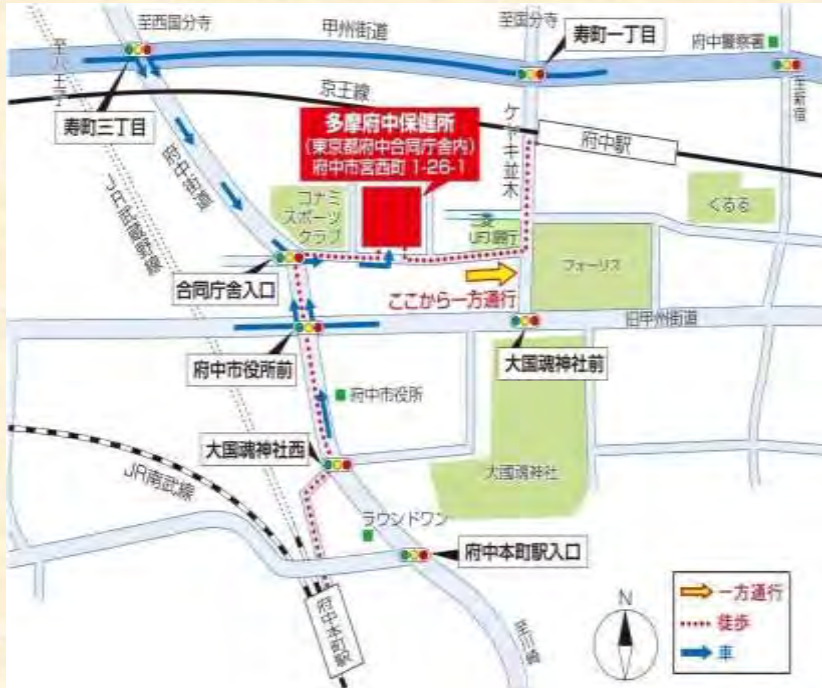 至西国分寺
甲州街道
至国分寺
寿町一丁目
府中警察署
至八王子
至新宿
京王線
寿町三丁目
多摩府中保健所
(東京都府中合同庁舎内)
府中市宮西町 1-26-1
ケヤキ並木
府中駅
府中街道
JR武蔵野線
コナミ
スポーツ
クラブ
三菱
UFJ銀行
くるる
フォーリス
合同庁舎入口
ここから一方通行
旧甲州街道
府中市役所前
大国魂神社前
府中市役所
大国魂神社西
大國魂神社
JR南武線
ラウンドワン
府中本町駅入口
府中本町駅
至川崎
N
一方通行
徒歩
車